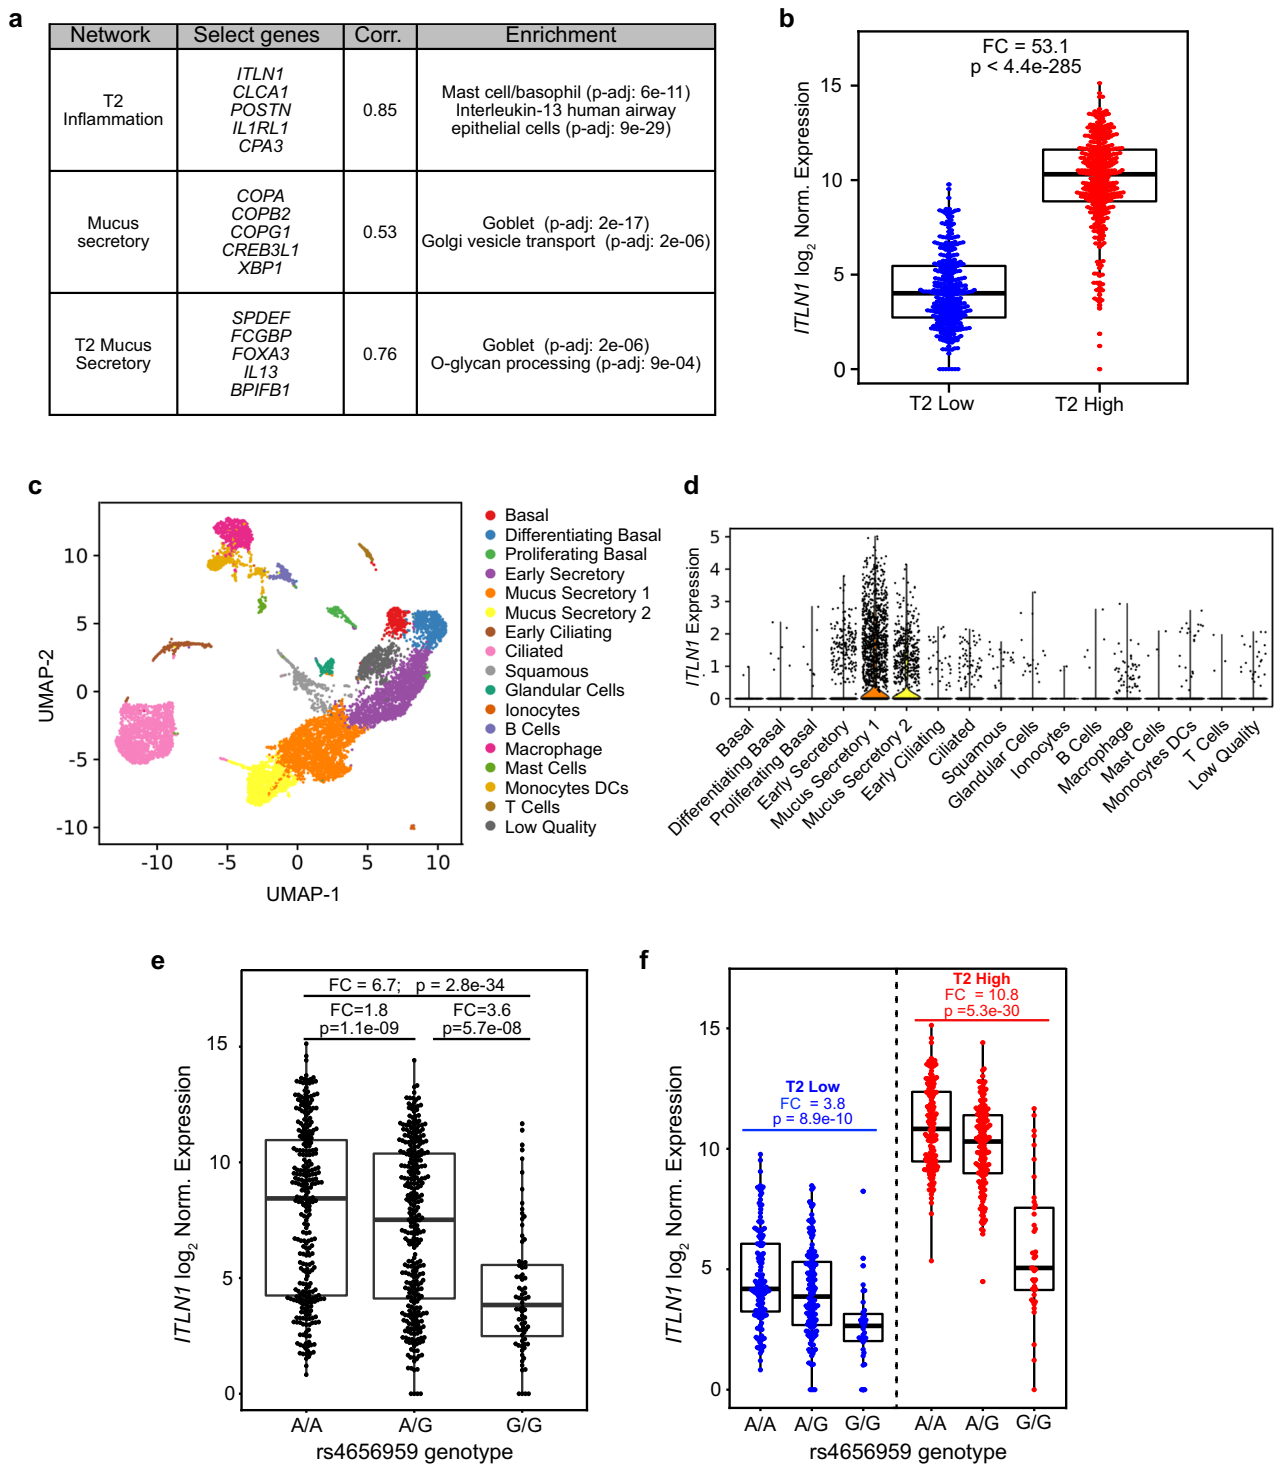 a
Network Select genes Corr. Enrichment
T2
Inflammation
ITLN1
CLCA1
POSTN
IL1RL1
CPA3
0.85
Mast cell/basophil (p-adj: 6e-11)
Interleukin-13 human airway
epithelial cells (p-adj: 9e-29)
Mucus
secretory
COPA
COPB2
COPG1
CREB3L1
XBP1
0.53
Goblet (p-adj: 2e-17)
Golgi vesicle transport (p-adj: 2e-06)
T2 Mucus
Secretory
SPDEF
FCGBP
FOXA3
IL13
BPIFB1
0.76
Goblet (p-adj: 2e-06)
O-glycan processing (p-adj: 9e-04)
b
FC = 53.1
p < 4.4e-285
ITLN1 log2 Norm. Expression
15
10
5
0
T2 Low T2 High
c
UMAP-2
10
5
0
-5
-10
-10 -5 0 5 10
UMAP-1
Basal
Differentiating Basal
Proliferating Basal
Early Secretory
Mucus Secretory 1
Mucus Secretory 2
Early Ciliating
Ciliated
Squamous
Glandular Cells
Ionocytes
B Cells
Macrophage
Mast Cells
Monocytes DCs
T Cells
Low Quality
d
ITLN1 Expression
5
4
3
2
1
0
Basal
Differentiating Basal
Proliferating Basal
Early Secretory
Mucus Secretory 1
Mucus Secretory 2
Early Ciliating
Ciliated
Squamous
Glandular Cells
Ionocytes
B Cells
Macrophage
Mast Cells
Monocytes DCs
T Cells
Low Quality
e
FC = 6.7; p = 2.8e-34
FC=1.8
p=1.1e-09
FC=3.6
p=5.7e-08
ITLN1 log2 Norm. Expression
15
10
5
0
A/A A/G G/G
rs4656959 genotype
f
T2 Low
FC = 3.8
p = 8.9e-10
T2 High
FC = 10.8
p =5.3e-30
ITLN1 log2 Norm. Expression
15
10
5
0
A/A A/G G/G A/A A/G G/G
rs4656959 genotype